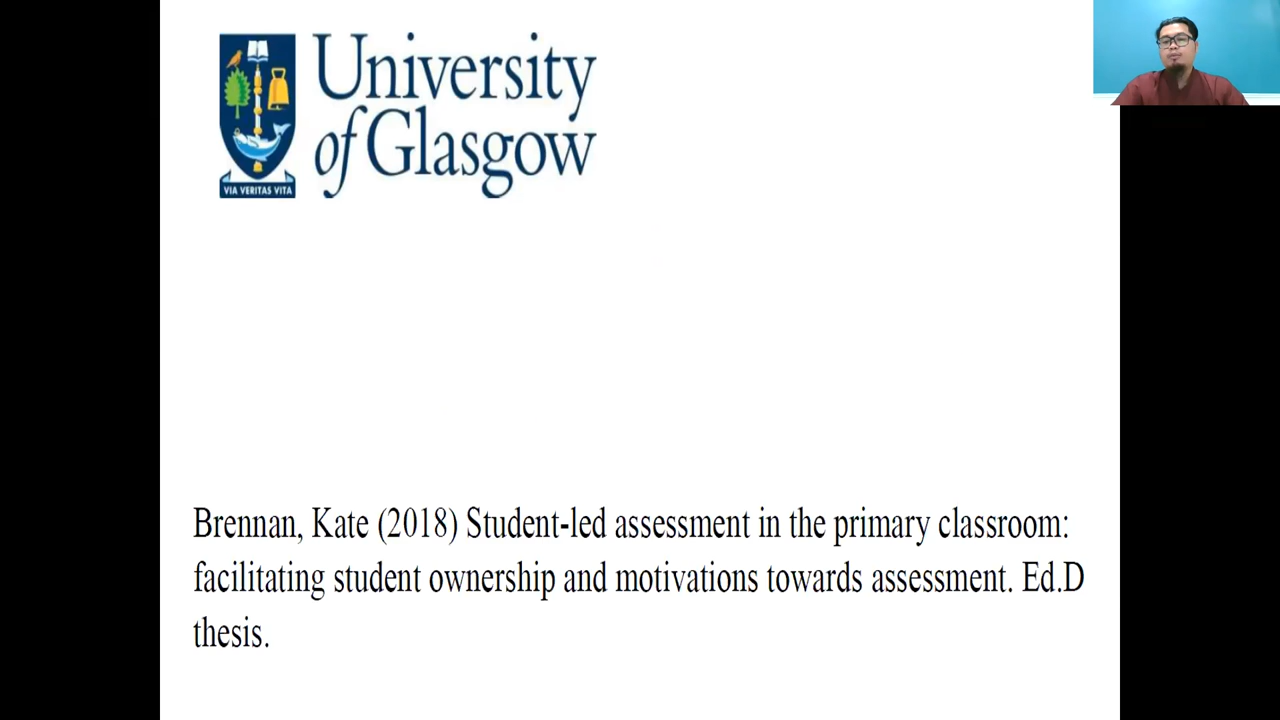 University
of Glasgow
VIA VERITAS VITA
Brennan, Kate (2018) Student-led assessment in the primary classroom:
facilitating student ownership and motivations towards assessment. Ed.D
thesis.